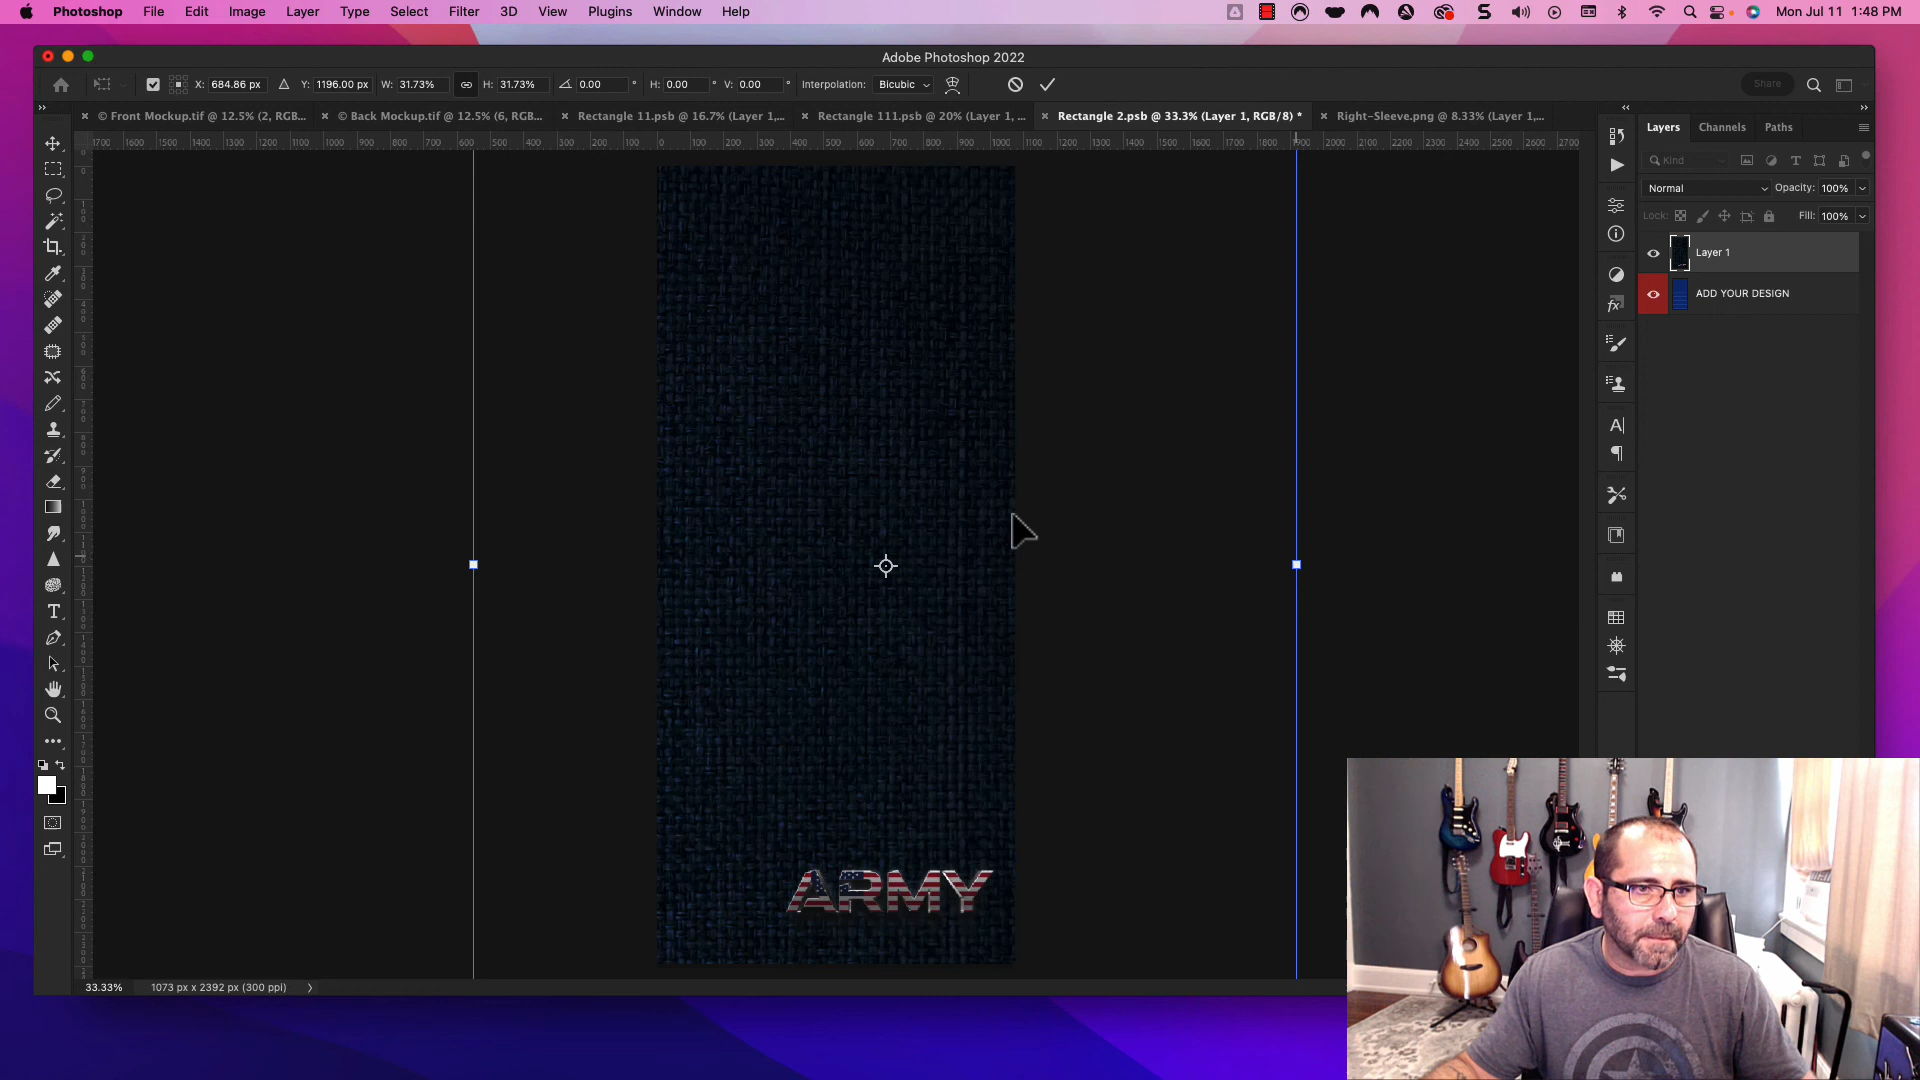 Photoshop File Edit Image Layer Type Select Filter 3D View Plugins Window Help Mon Jul 11 1:48 PM
Adobe Photoshop 2022
X: 684.86 px Y: 1196.00 px W: 31.73% H: 31.73% 0.00 ° H: 0.00 ° V: 0.00 ° Interpolation: Bicubic Share
© Front Mockup.tif @ 12.5% (2, RGB... © Back Mockup.tif @ 12.5% (6, RGB... Rectangle 11.psb @ 16.7% (Layer 1,... Rectangle 111.psb @ 20% (Layer 1, ... Rectangle 2.psb @ 33.3% (Layer 1, RGB/8) * Right-Sleeve.png @ 8.33% (Layer 1,...
Layers Channels Paths
Kind
Normal Opacity: 100%
Lock: Fill: 100%
Layer 1
ADD YOUR DESIGN
ARMY
33.33% 1073 px x 2392 px (300 ppi)